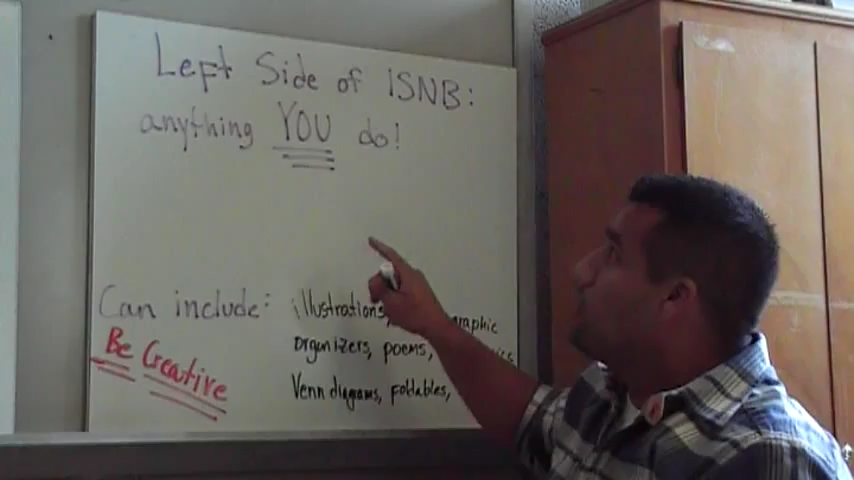 Left Side of ISNB:
anything YOU do!
Can include: illustrations, graphic
Be Creative organizers, poems,
Venn diagrams, foldables,